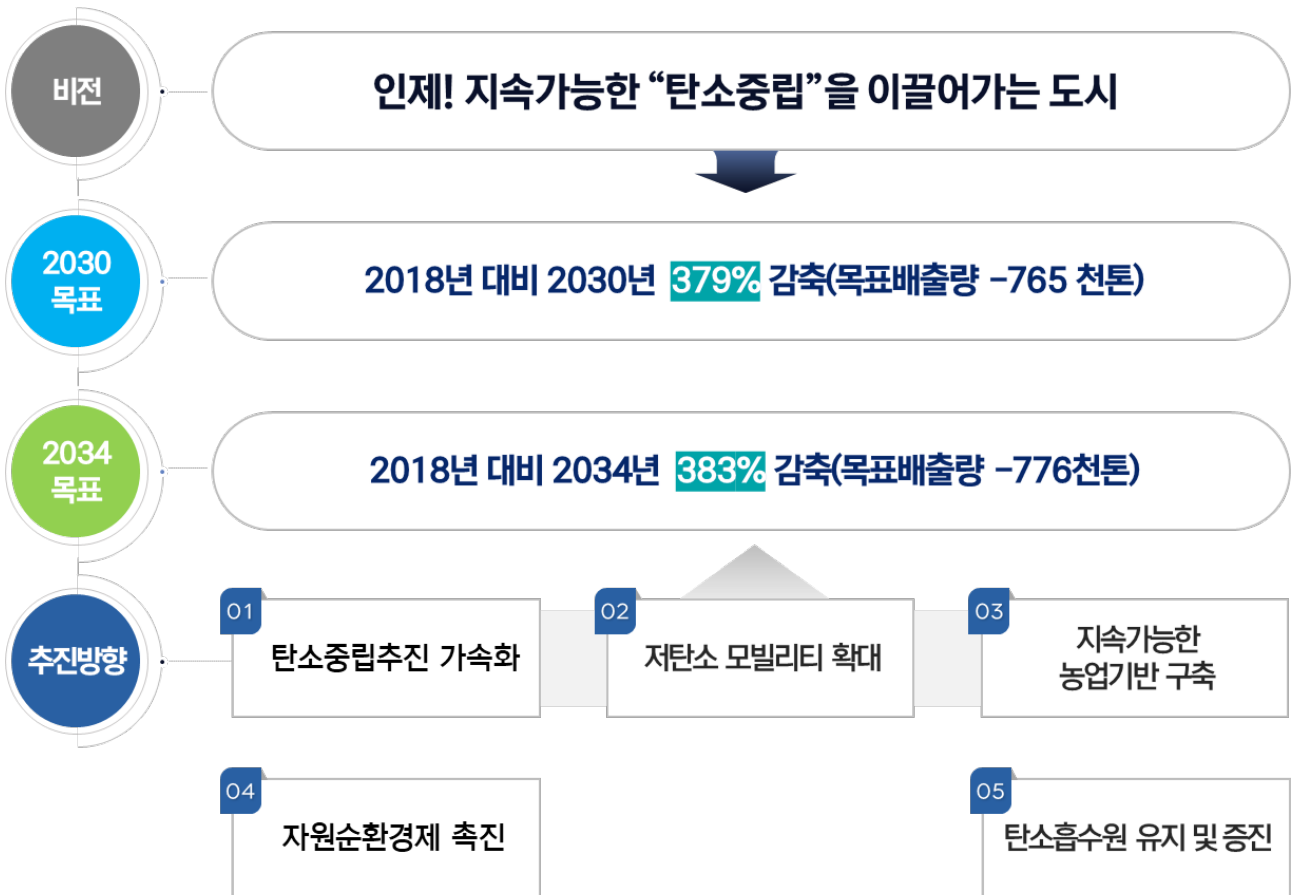 비전
인제! 지속가능한 “탄소중립”을 이끌어가는 도시
2030
목표
2018년 대비 2030년 379% 감축(목표배출량 -765 천톤)
2034
목표
2018년 대비 2034년 383% 감축(목표배출량 -776천톤)
추진방향
01
탄소중립추진 가속화
02
저탄소 모빌리티 확대
03
지속가능한
농업기반 구축
04
자원순환경제 촉진
05
탄소흡수원 유지 및 증진